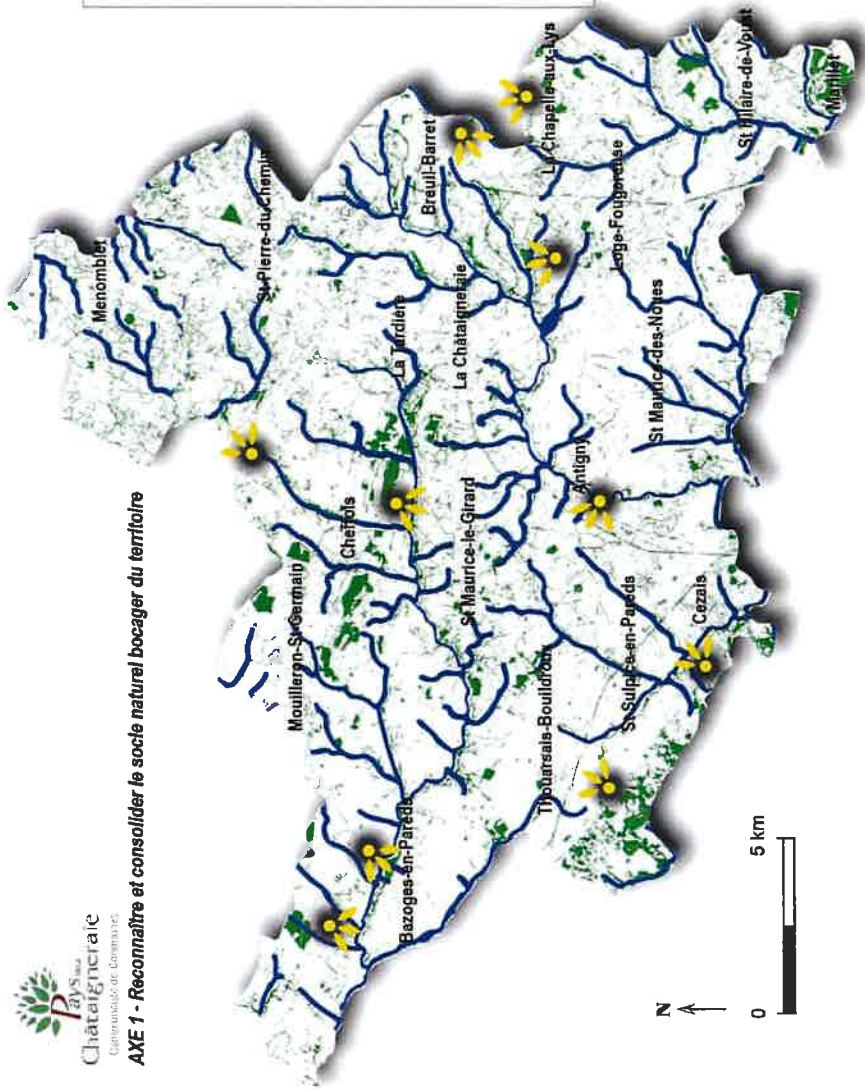 Pays de la
Châtaigneraie
Communauté de Communes
AXE 1 - Reconnaître et consolider le socle naturel bocager du territoire
Menomblet
St Pierre-du-Chemin
Breuil-Barret
La Chapelle-aux-Lys
La Tardière
Cheffois
Mouilleron-St-Germain
La Châtaigneraie
Loge-Fougereuse
St Hilaire-de-Voust
Marillet
St Maurice-le-Girard
Antigny
St Maurice-des-Noues
Bazoges-en-Pareds
Thouarsais-Bouildroux
St Sulpice-en-Pareds
Cezais
N
0
5 km